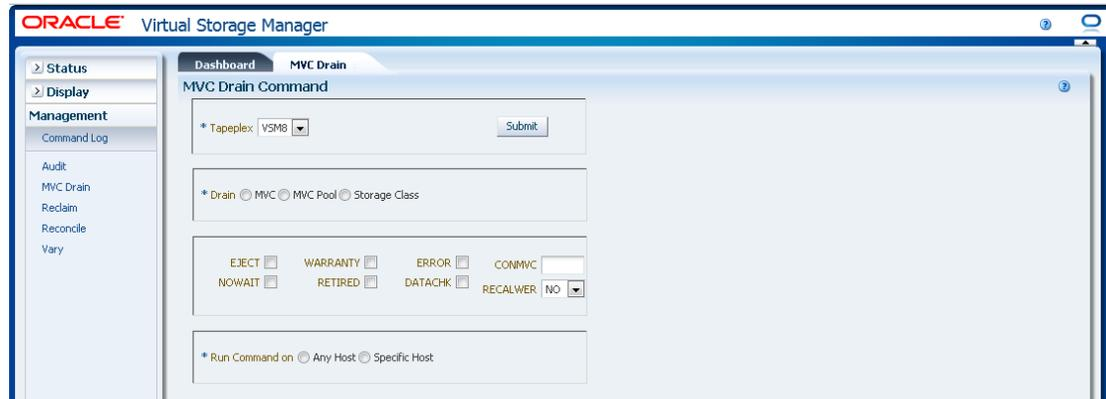 ORACLE Virtual Storage Manager
Status
Display
Management
Command Log
Audit
MVC Drain
Reclaim
Reconcile
Vary
Dashboard MVC Drain
MVC Drain Command
* Tapeplex VSM8 Submit
* Drain MVC MVC Pool Storage Class
EJECT WARRANTY ERROR CONMVC
NOWAIT RETIRED DATACHK RECALWER NO
* Run Command on Any Host Specific Host